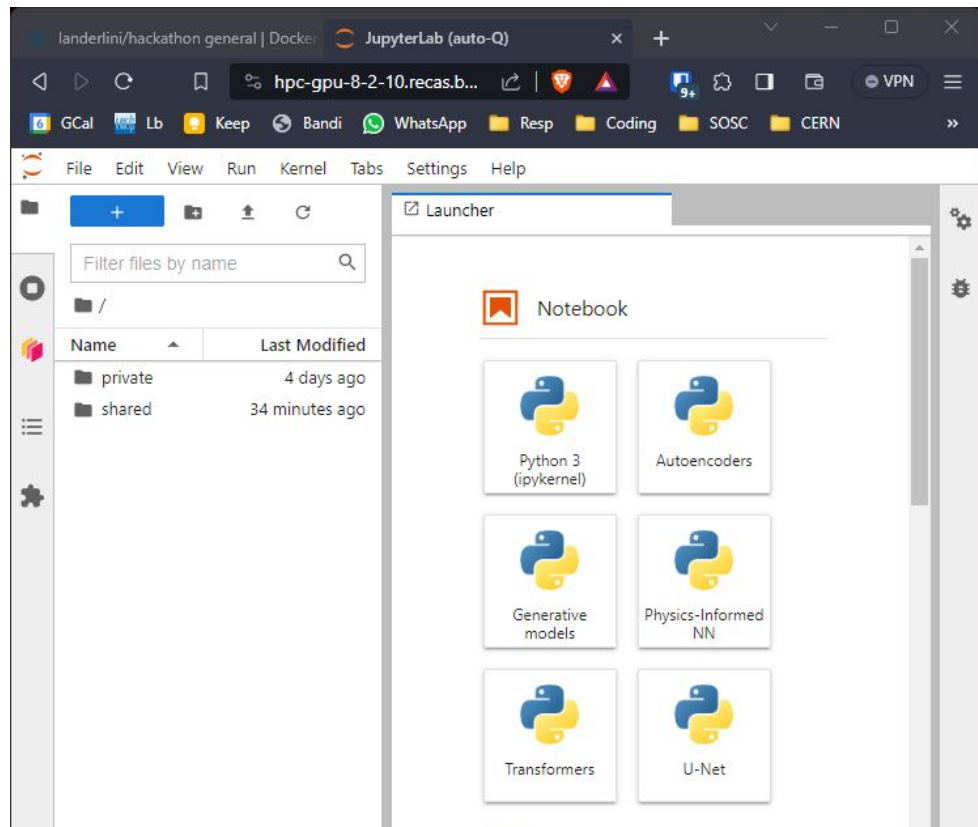 landerlini/hackathon general | Docker
JupyterLab (auto-Q)
hpc-gpu-8-2-10.recas.b...
9+
VPN
6 GCal Lb Keep Bandi WhatsApp Resp Coding SOSC CERN »
File Edit View Run Kernel Tabs Settings Help
Launcher
Filter files by name
/
Name Last Modified
private 4 days ago
shared 34 minutes ago
Notebook
Python 3
(ipykernel)
Autoencoders
Generative
models
Physics-Informed
NN
Transformers
U-Net